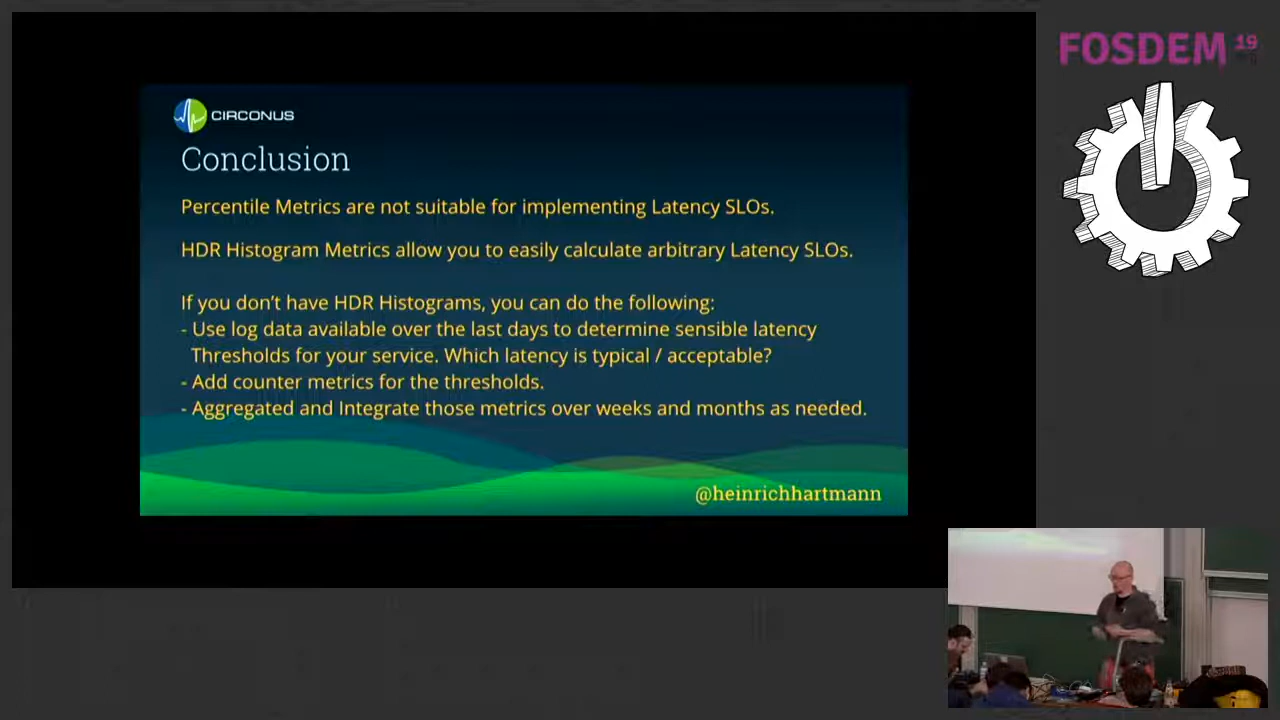 CIRCONUS
Conclusion
Percentile Metrics are not suitable for implementing Latency SLOs.
HDR Histogram Metrics allow you to easily calculate arbitrary Latency SLOs.
If you don't have HDR Histograms, you can do the following:
- Use log data available over the last days to determine sensible latency
Thresholds for your service. Which latency is typical / acceptable?
- Add counter metrics for the thresholds.
- Aggregated and Integrate those metrics over weeks and months as needed.
@heinrichhartmann
FOSDEM 19